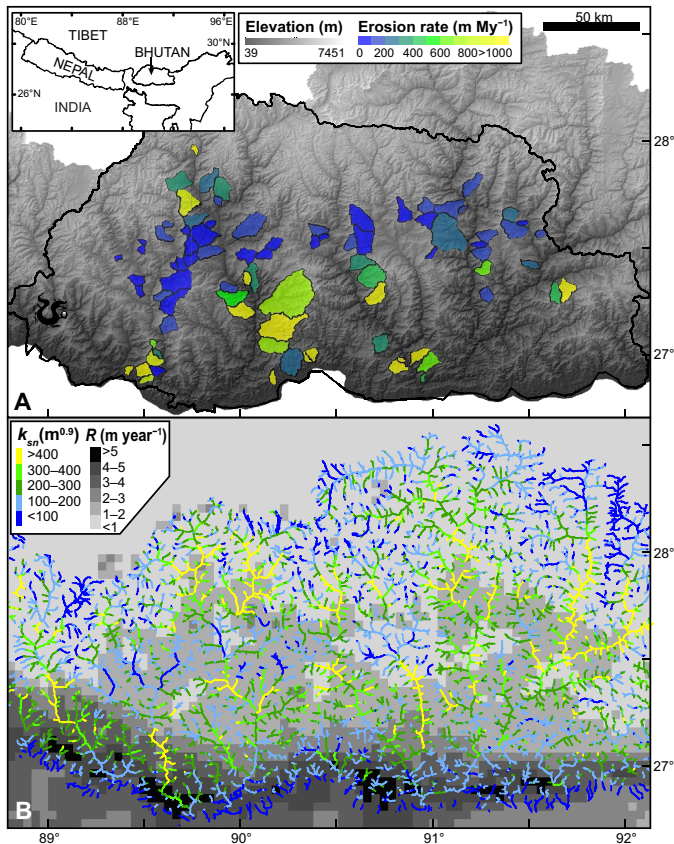 80°E 88°E 96°E
TIBET
30°N
BHUTAN
NEPAL
26°N
INDIA
Elevation (m)
39 7451
Erosion rate (m My⁻¹)
0 200 400 600 800>1000
50 km
28°
27°
A
kₛₙ(m⁰·⁹)
>400
300–400
200–300
100–200
<100
R (m year⁻¹)
>5
4–5
3–4
2–3
1–2
<1
28°
27°
B
89° 90° 91° 92°